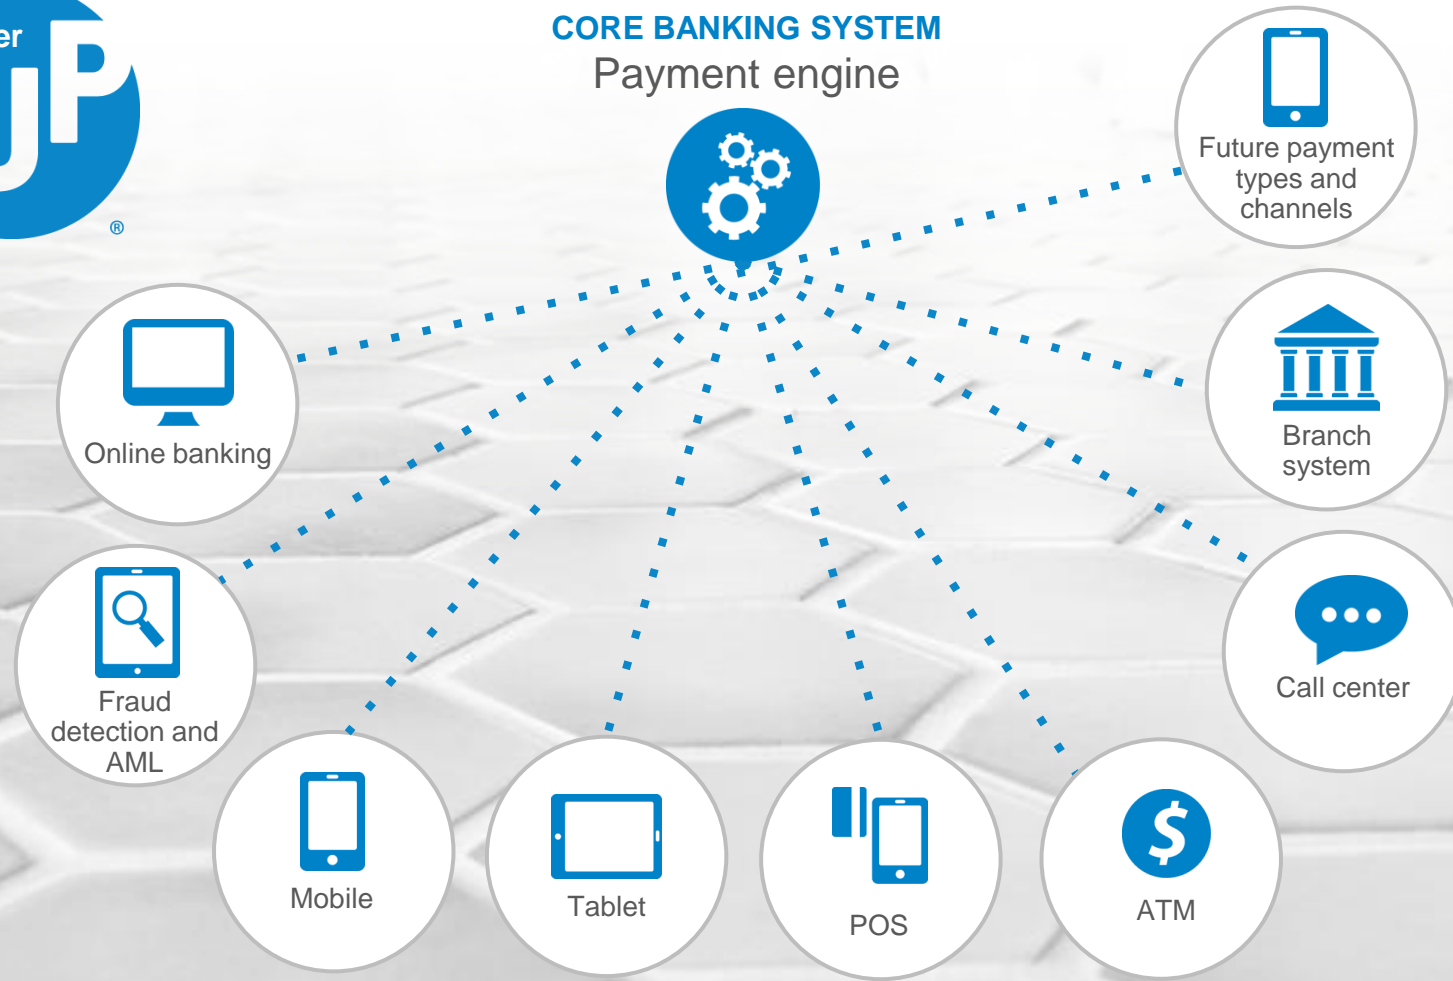 er
UP
®
CORE BANKING SYSTEM
Payment engine
Future payment
types and
channels
Online banking
Branch
system
Fraud
detection and
AML
Call center
Mobile
Tablet
POS
$
ATM